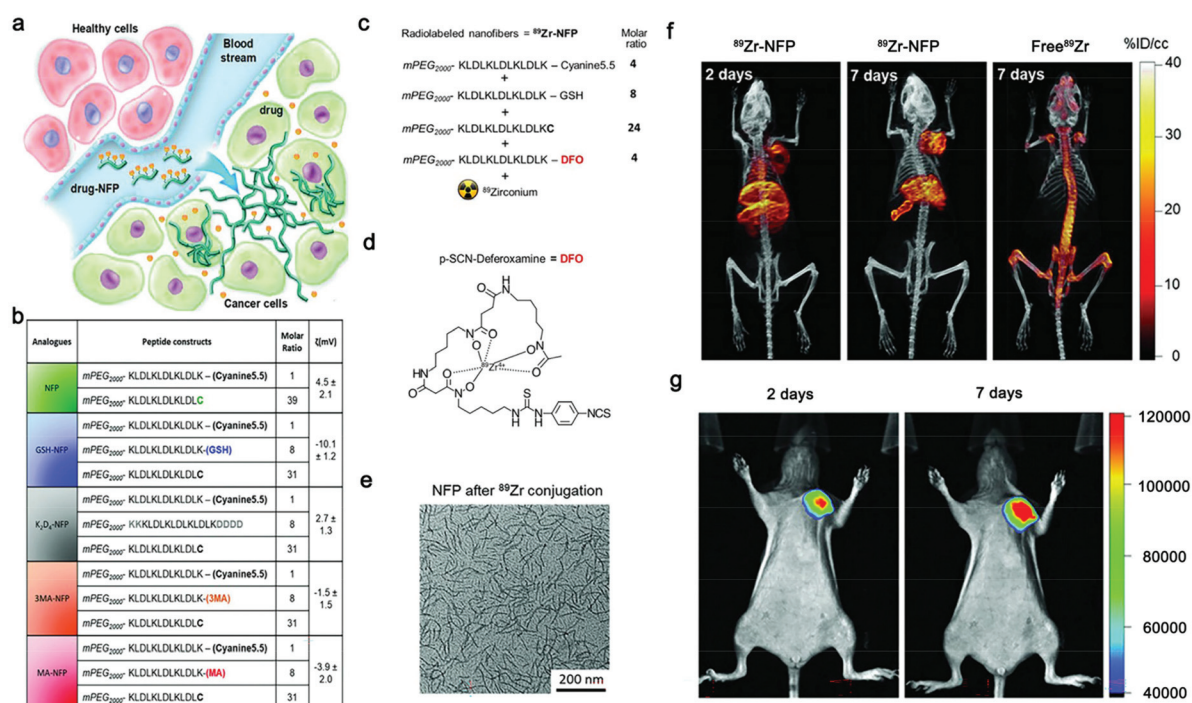 a
Healthy cells
Blood
stream
drug
drug-NFP
Cancer cells
b
Analogues
Peptide constructs
Molar
Ratio
ζ(mV)
NFP
mPEG2000- KLDLKLDLKLDLK – (Cyanine5.5)
1
mPEG2000- KLDLKLDLKLDLC
39
4.5 ±
2.1
GSH-NFP
mPEG2000- KLDLKLDLKLDLK – (Cyanine5.5)
1
mPEG2000- KLDLKLDLKLDLK-(GSH)
8
mPEG2000- KLDLKLDLKLDLC
31
-10.1
± 1.2
K2D4-NFP
mPEG2000- KLDLKLDLKLDLK – (Cyanine5.5)
1
mPEG2000- KKKLDLKLDLKLDLKDDDD
8
mPEG2000- KLDLKLDLKLDLC
31
2.7 ±
1.3
3MA-NFP
mPEG2000- KLDLKLDLKLDLK – (Cyanine5.5)
1
mPEG2000- KLDLKLDLKLDLK-(3MA)
8
mPEG2000- KLDLKLDLKLDLC
31
-1.5 ±
1.5
MA-NFP
mPEG2000- KLDLKLDLKLDLK – (Cyanine5.5)
1
mPEG2000- KLDLKLDLKLDLK-(MA)
8
mPEG2000- KLDLKLDLKLDLC
31
-3.9 ±
2.0
c
Radiolabeled nanofibers = 89Zr-NFP
Molar
ratio
mPEG2000- KLDLKLDLKLDLK – Cyanine5.5 4
+
mPEG2000- KLDLKLDLKLDLK – GSH 8
+
mPEG2000- KLDLKLDLKLDLKC 24
+
mPEG2000- KLDLKLDLKLDLK – DFO 4
+
89Zirconium
d
p-SCN-Deferoxamine = DFO
89Zr4+
NCS
e
NFP after 89Zr conjugation
200 nm
f
89Zr-NFP
89Zr-NFP
Free89Zr
%ID/cc
2 days
7 days
7 days
40
30
20
10
0
g
2 days
7 days
120000
100000
80000
60000
40000